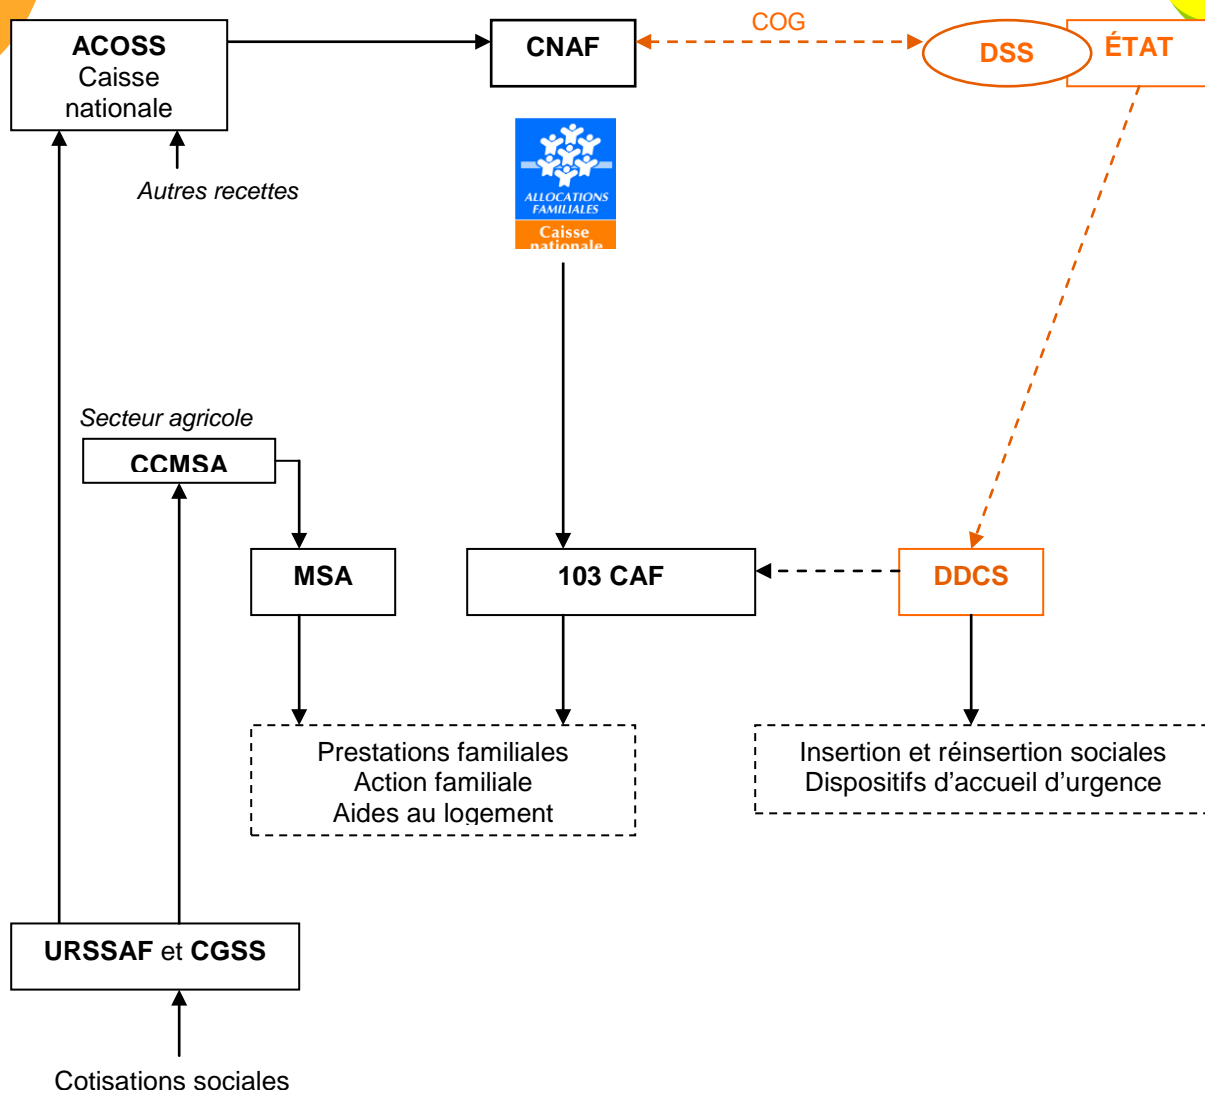 ACOSS
Caisse
nationale
CNAF
COG
DSS
ÉTAT
Autres recettes
ALLOCATIONS
FAMILIALES
Caisse
nationale
Secteur agricole
CCMSA
MSA
103 CAF
DDCS
Prestations familiales
Action familiale
Aides au logement
Insertion et réinsertion sociales
Dispositifs d’accueil d’urgence
URSSAF et CGSS
Cotisations sociales